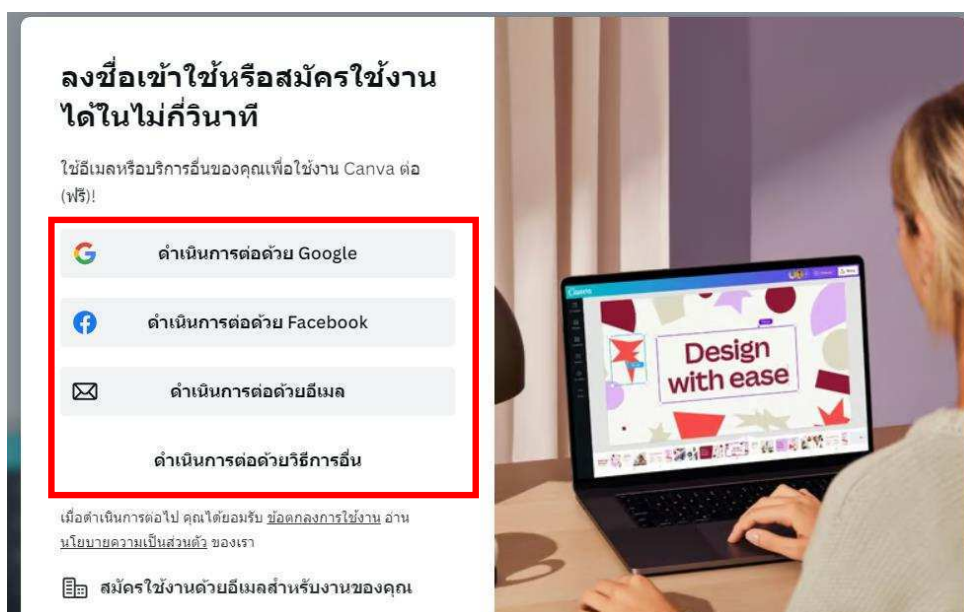 ลงชื่อเข้าใช้หรือสมัครใช้งาน
ได้ในไม่กี่วินาที
ใช้อีเมลหรือบริการอื่นของคุณเพื่อใช้งาน Canva ต่อ
(ฟรี)!
ดำเนินการต่อด้วย Google
ดำเนินการต่อด้วย Facebook
ดำเนินการต่อด้วยอีเมล
ดำเนินการต่อด้วยวิธีการอื่น
เมื่อดำเนินการต่อไป คุณได้ยอมรับ ข้อตกลงการใช้งาน อ่าน
นโยบายความเป็นส่วนตัว ของเรา
สมัครใช้งานด้วยอีเมลสำหรับงานของคุณ
Canva
Design
with ease